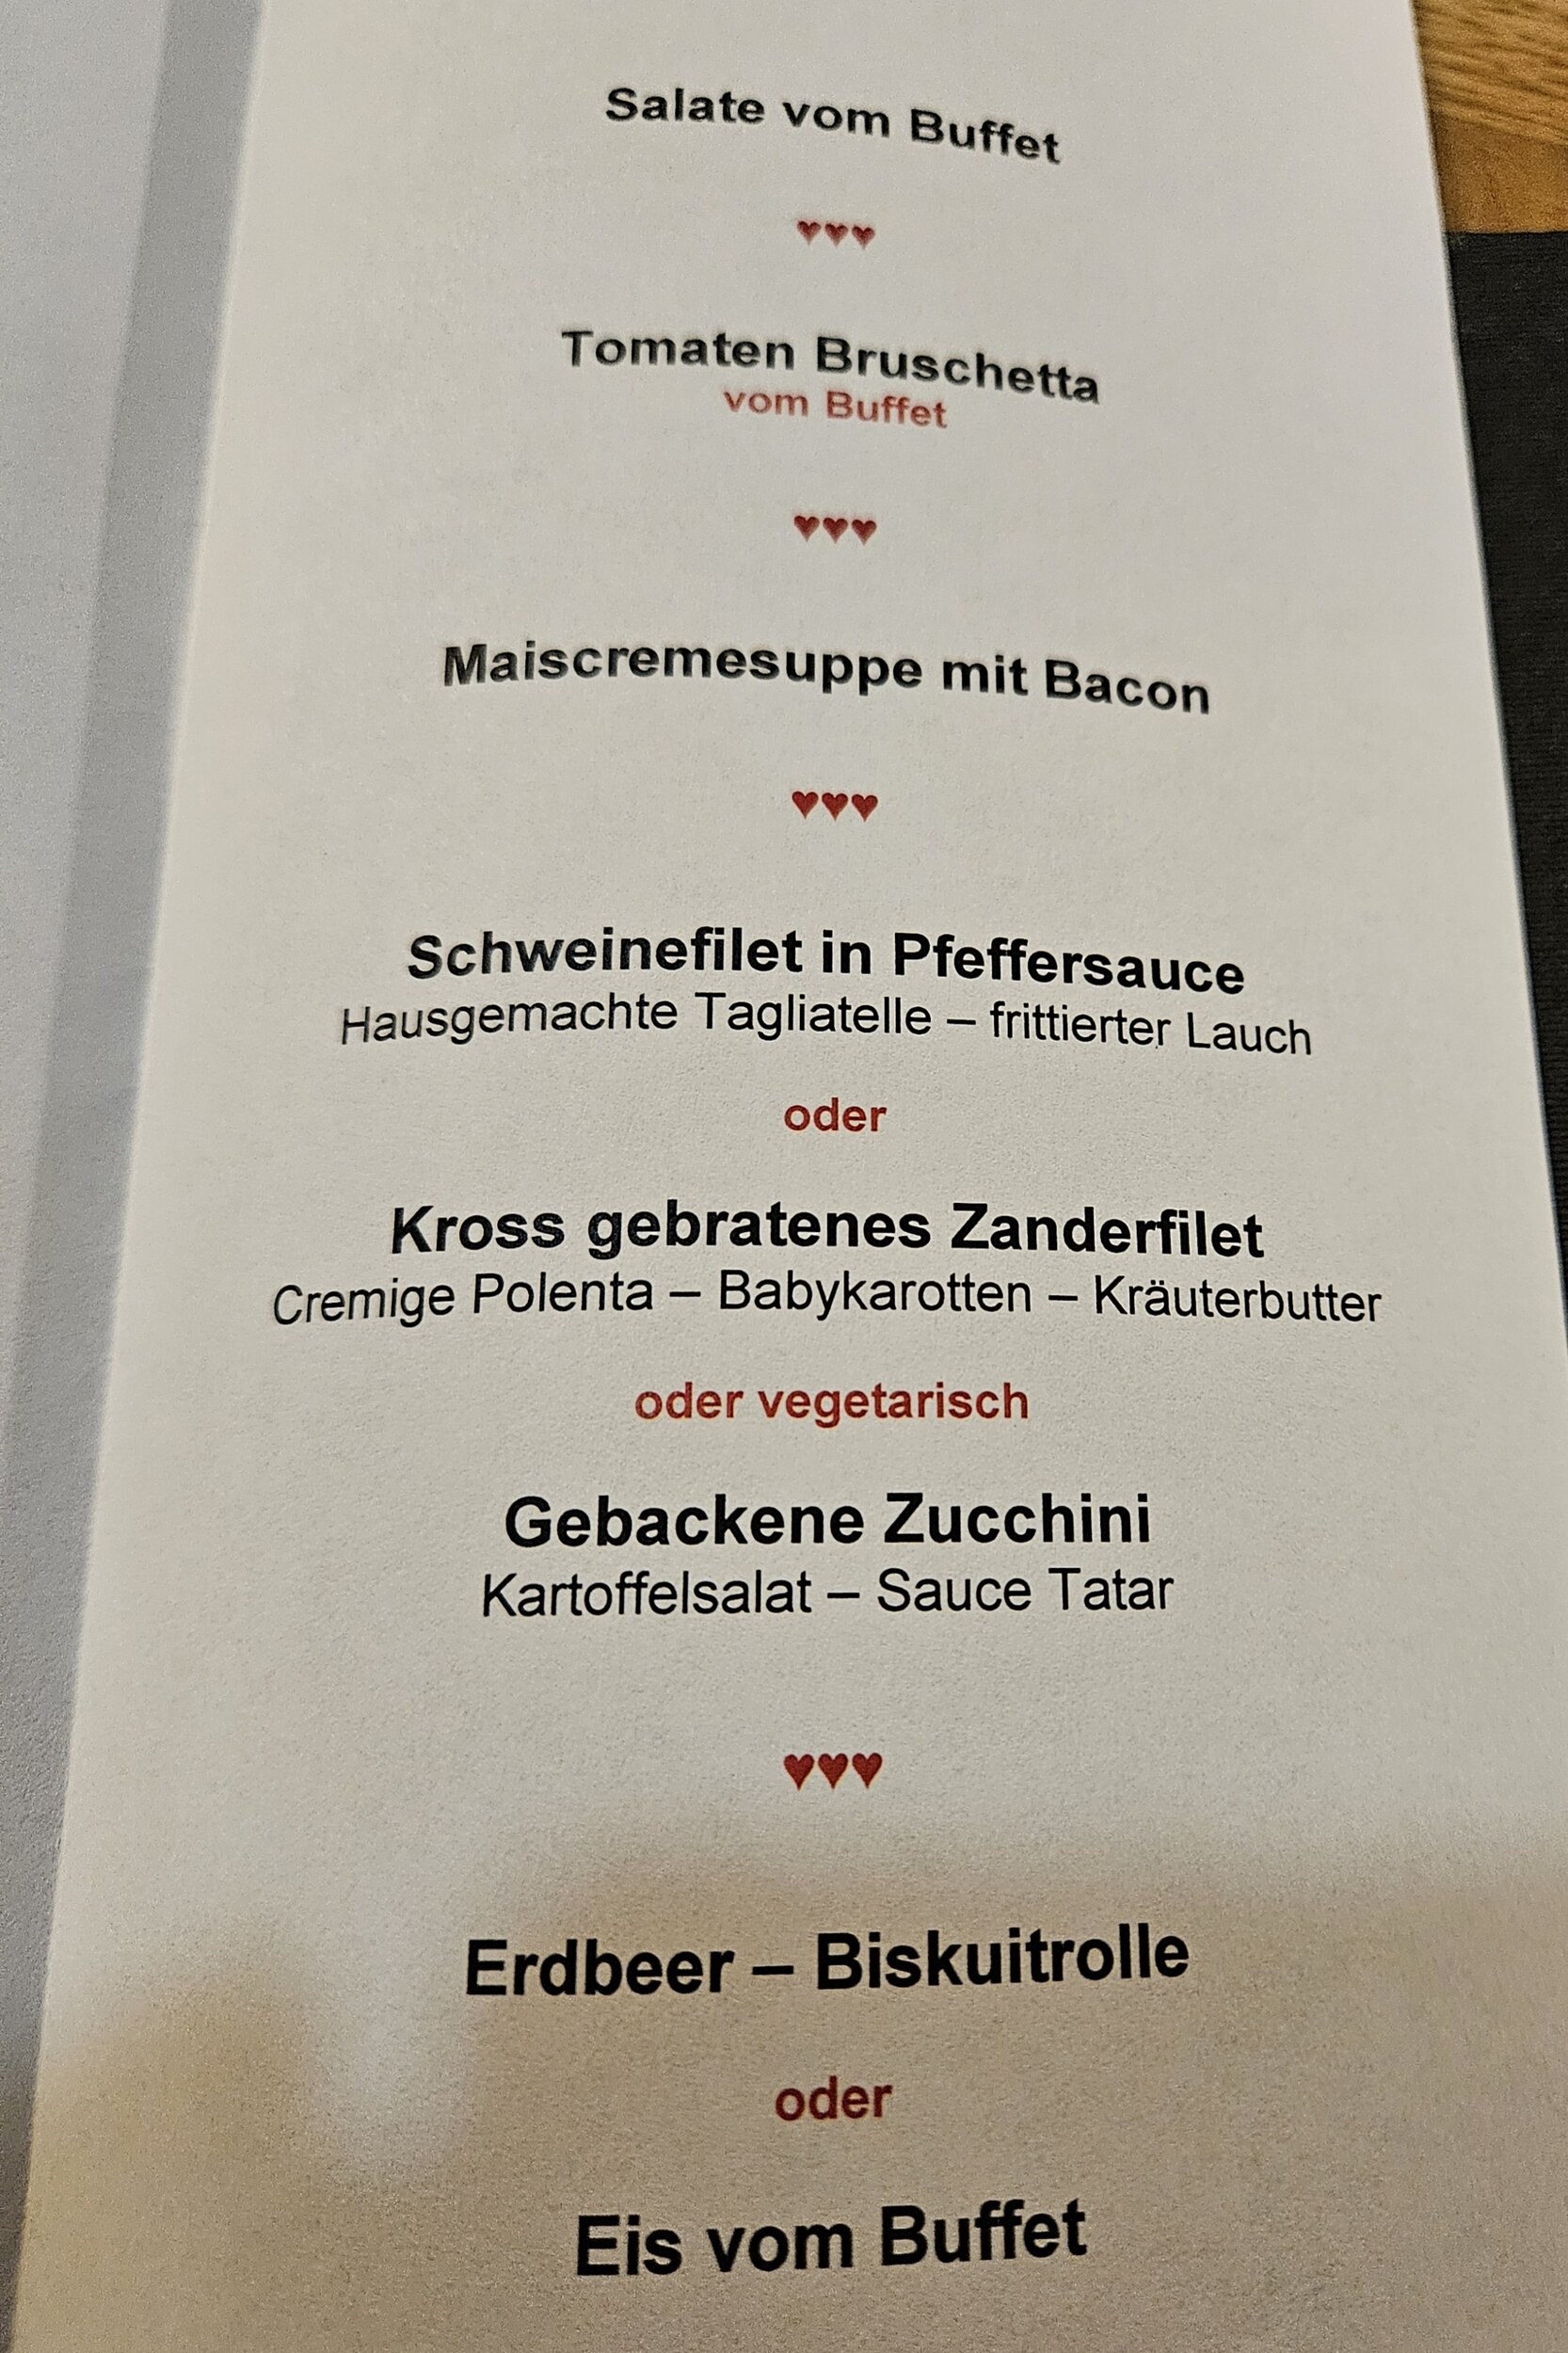 Salate vom Buffet
♥♥♥
Tomaten Bruschetta
vom Buffet
♥♥♥
Maiscremesuppe mit Bacon
♥♥♥
Schweinefilet in Pfeffersauce
Hausgemachte Tagliatelle – frittierter Lauch
oder
Kross gebratenes Zanderfilet
Cremige Polenta – Babykarotten – Kräuterbutter
oder vegetarisch
Gebackene Zucchini
Kartoffelsalat – Sauce Tatar
♥♥♥
Erdbeer – Biskuitrolle
oder
Eis vom Buffet